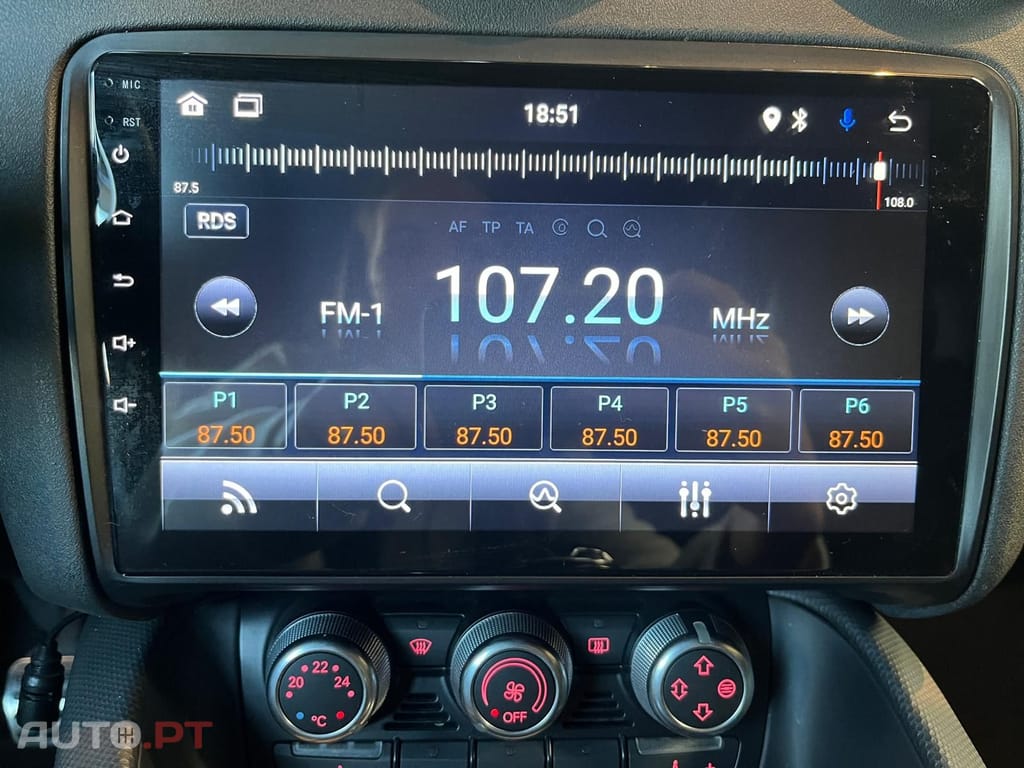 MIC
18:51
RST
87.5
108.0
RDS
AF TP TA
FM-1 107.20 MHz
P1 P2 P3 P4 P5 P6
87.50 87.50 87.50 87.50 87.50 87.50
20 22 24
°C
OFF
AUTO.PT